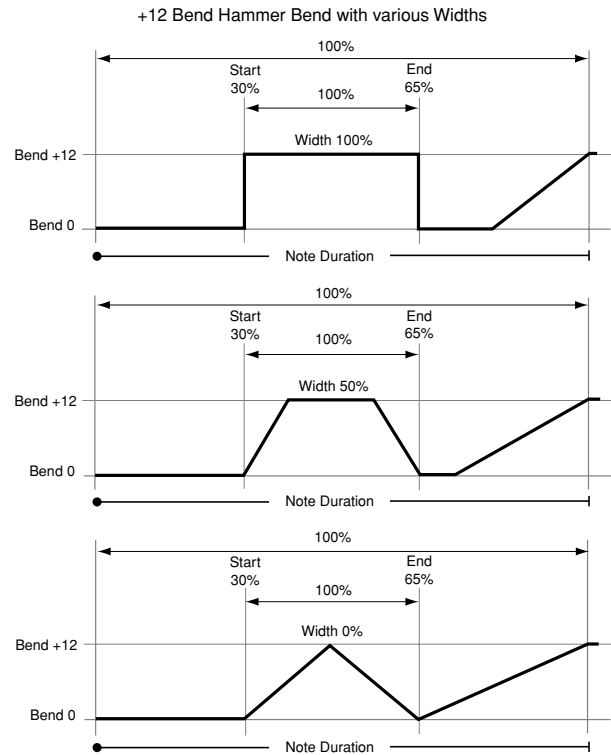 +12 Bend Hammer Bend with various Widths
100%
Start
30%
End
65%
100%
Width 100%
Bend +12
Bend 0
Note Duration
100%
Start
30%
End
65%
100%
Width 50%
Bend +12
Bend 0
Note Duration
100%
Start
30%
End
65%
100%
Width 0%
Bend +12
Bend 0
Note Duration